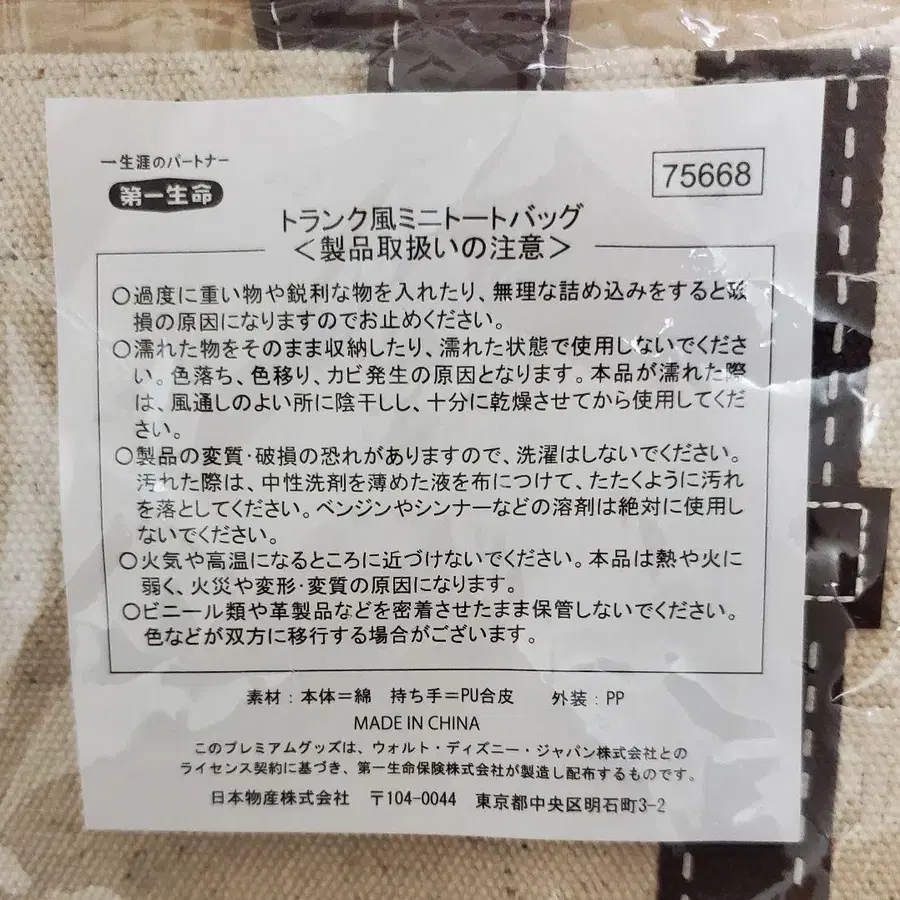 一生涯のパートナー
第一生命
75668
トランク風ミニトートバッグ
＜製品取扱いの注意＞
○過度に重い物や鋭利な物を入れたり、無理な詰め込みをすると破
損の原因になりますのでお止めください。
○濡れた物をそのまま収納したり、濡れた状態で使用しないでくださ
い。色落ち、色移り、カビ発生の原因となります。本品が濡れた際
は、風通しのよい所に陰干しし、十分に乾燥させてから使用してくだ
さい。
○製品の変質・破損の恐れがありますので、洗濯はしないでください。
汚れた際は、中性洗剤を薄めた液を布につけて、たたくように汚れ
を落としてください。ベンジンやシンナーなどの溶剤は絶対に使用し
ないでください。
○火気や高温になるところに近づけないでください。本品は熱や火に
弱く、火災や変形・変質の原因になります。
○ビニール類や革製品などを密着させたまま保管しないでください。
色などが双方に移行する場合がございます。
素材：本体＝綿 持ち手＝PU合皮 外装：PP
MADE IN CHINA
このプレミアムグッズは、ウォルト・ディズニー・ジャパン株式会社との
ライセンス契約に基づき、第一生命保険株式会社が製造し配布するものです。
日本物産株式会社 〒104-0044 東京都中央区明石町3-2